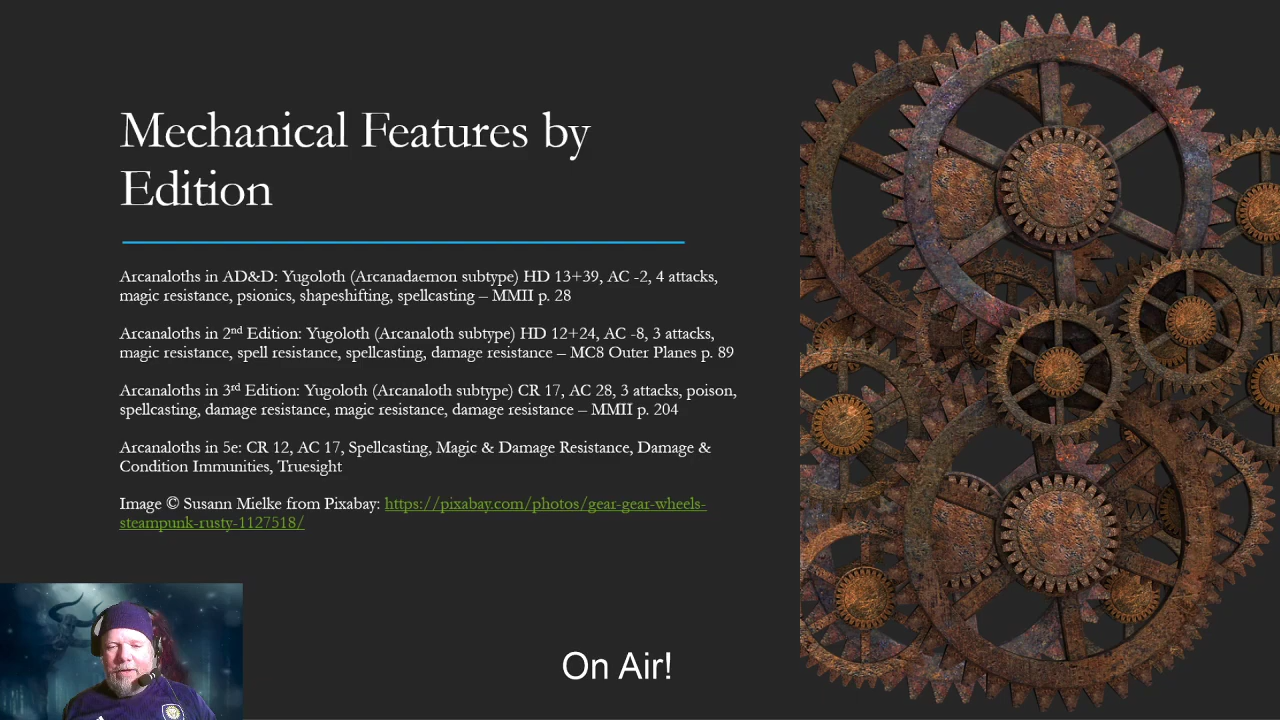 Mechanical Features by
Edition
Arcanaloths in AD&D: Yugoloth (Arcanadaemon subtype) HD 13+39, AC -2, 4 attacks,
magic resistance, psionics, shapeshifting, spellcasting – MMII p. 28
Arcanaloths in 2nd Edition: Yugoloth (Arcanaloth subtype) HD 12+24, AC -8, 3 attacks,
magic resistance, spell resistance, spellcasting, damage resistance – MC8 Outer Planes p. 89
Arcanaloths in 3rd Edition: Yugoloth (Arcanaloth subtype) CR 17, AC 28, 3 attacks, poison,
spellcasting, damage resistance, magic resistance, damage resistance – MMII p. 204
Arcanaloths in 5e: CR 12, AC 17, Spellcasting, Magic & Damage Resistance, Damage &
Condition Immunities, Truesight
Image © Susann Mielke from Pixabay: https://pixabay.com/photos/gear-gear-wheels-
steampunk-rusty-1127518/
On Air!